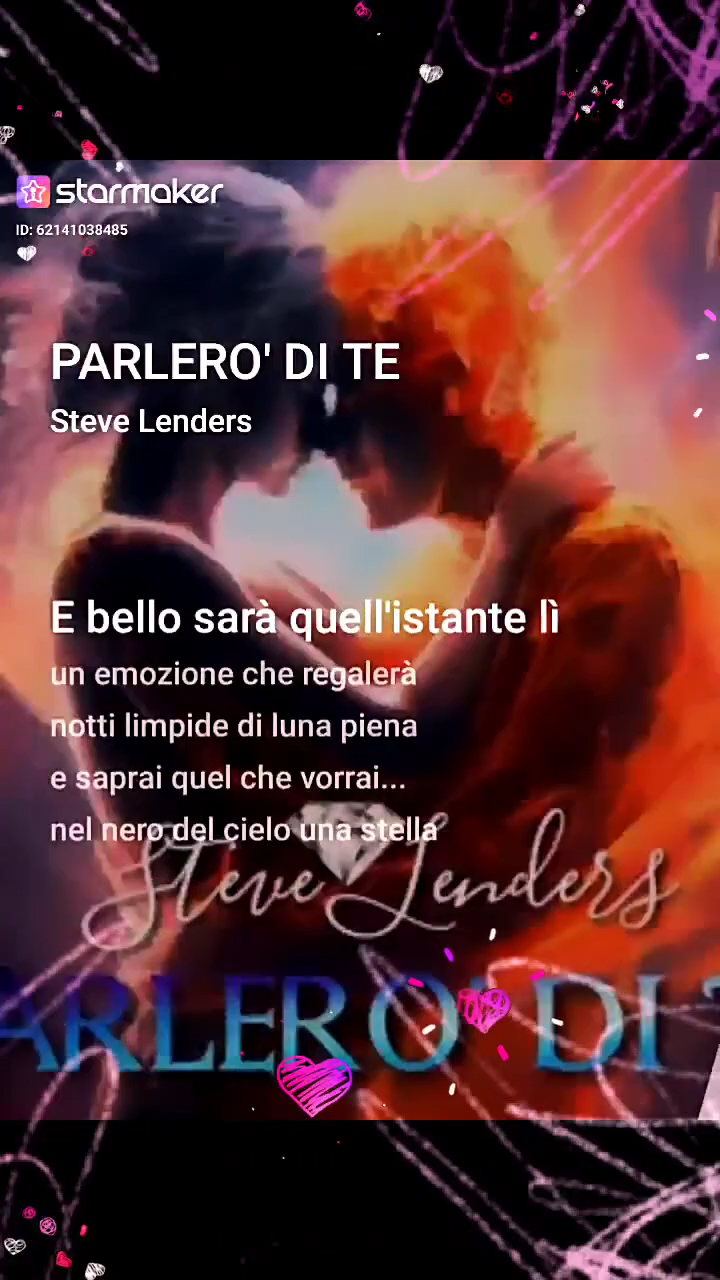 starmaker
ID: 62141038485
PARLERO' DI TE
Steve Lenders
E bello sarà quell'istante lì
un emozione che regalerà
notti limpide di luna piena
e saprai quel che vorrai...
nel nero del cielo una stella
Steve Lenders
ARLERO' DI T